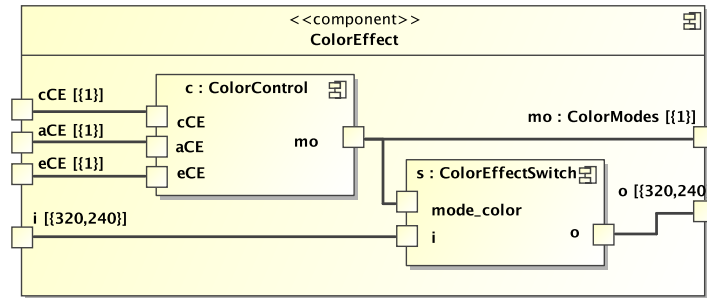 <<component>>
ColorEffect
cCE [{1}]
aCE [{1}]
eCE [{1}]
i [{320,240}]
c : ColorControl
cCE
aCE
eCE
mo
mo : ColorModes [{1}]
s : ColorEffectSwitch
mode_color
i
o
o [{320,240